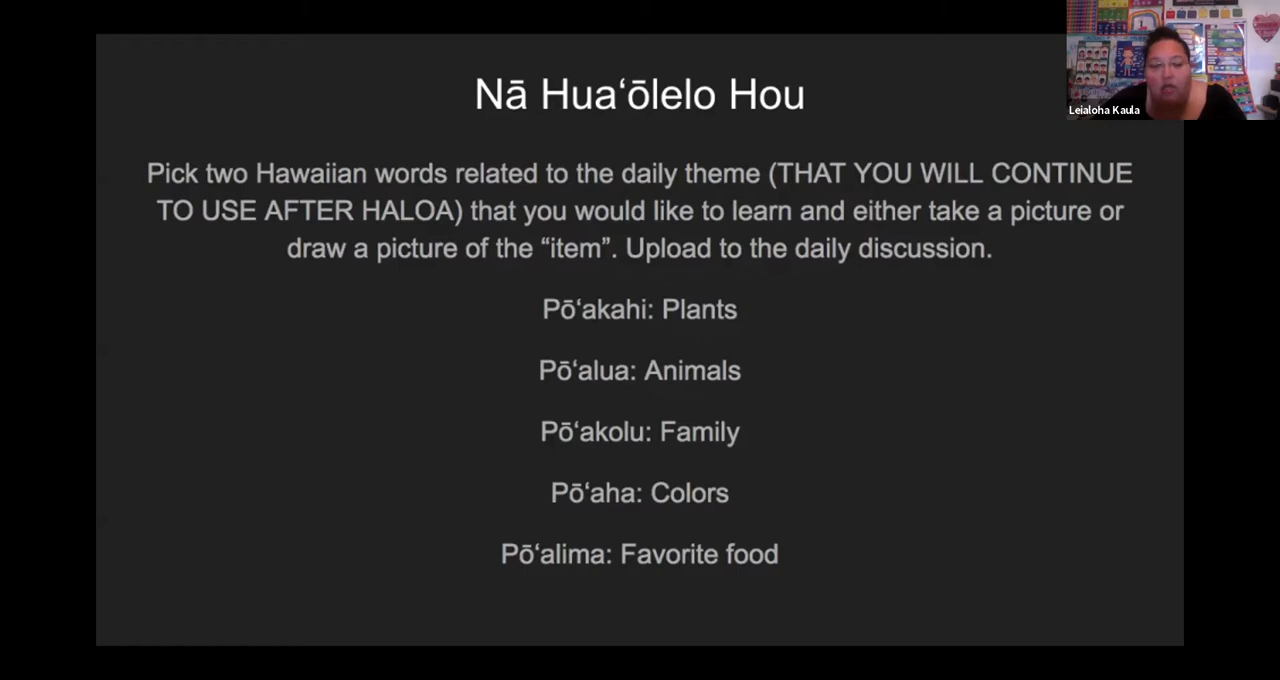 Nā Huaʻōlelo Hou
Pick two Hawaiian words related to the daily theme (THAT YOU WILL CONTINUE
TO USE AFTER HALOA) that you would like to learn and either take a picture or
draw a picture of the “item”. Upload to the daily discussion.
Pōʻakahi: Plants
Pōʻalua: Animals
Pōʻakolu: Family
Pōʻaha: Colors
Pōʻalima: Favorite food
Leialoha Kaula